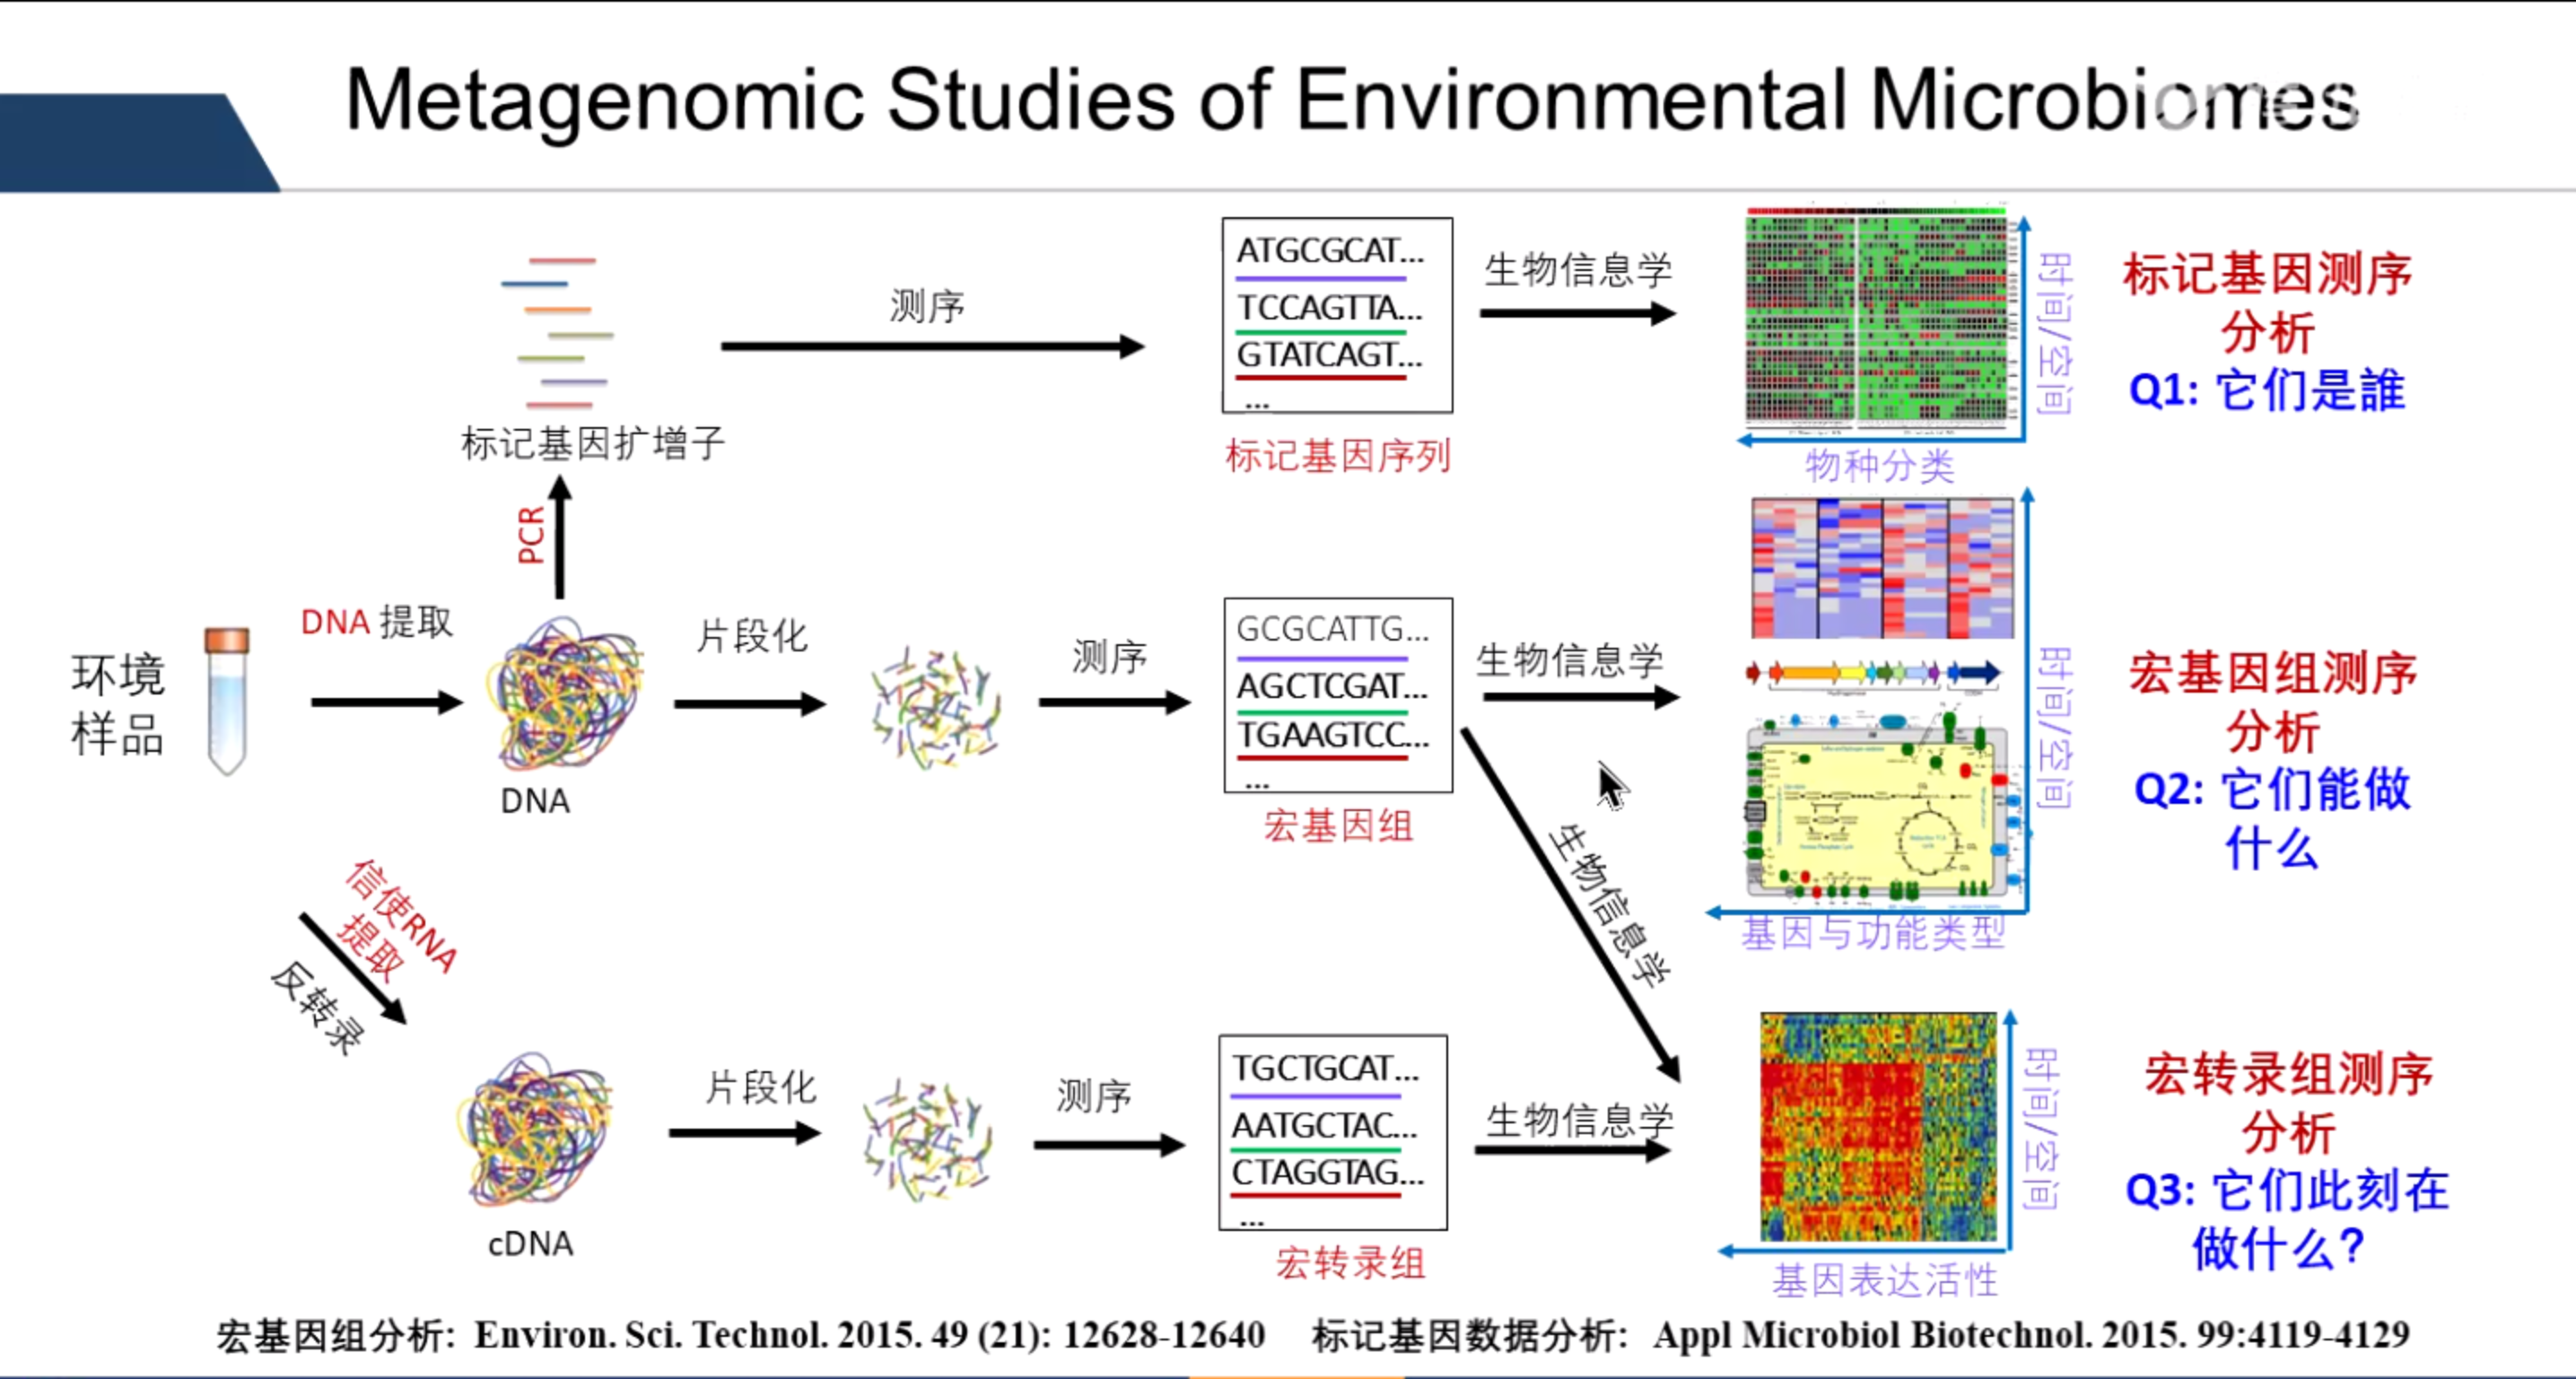 Metagenomic Studies of Environmental Microbiomes
标记基因扩增子
测序
ATGCGCAT...
TCCAGTTA...
GTATCAGT...
...
标记基因序列
生物信息学
时间/空间
物种分类
标记基因测序
分析
Q1: 它们是誰
PCR
环境
样品
DNA 提取
DNA
片段化
测序
GCGCATTG...
AGCTCGAT...
TGAAGTCC...
...
宏基因组
生物信息学
生物信息学
时间/空间
基因与功能类型
宏基因组测序
分析
Q2: 它们能做
什么
信使RNA
提取
反转录
cDNA
片段化
测序
TGCTGCAT...
AATGCTAC...
CTAGGTAG...
...
宏转录组
生物信息学
时间/空间
基因表达活性
宏转录组测序
分析
Q3: 它们此刻在
做什么?
宏基因组分析: Environ. Sci. Technol. 2015. 49 (21): 12628-12640
标记基因数据分析: Appl Microbiol Biotechnol. 2015. 99:4119-4129